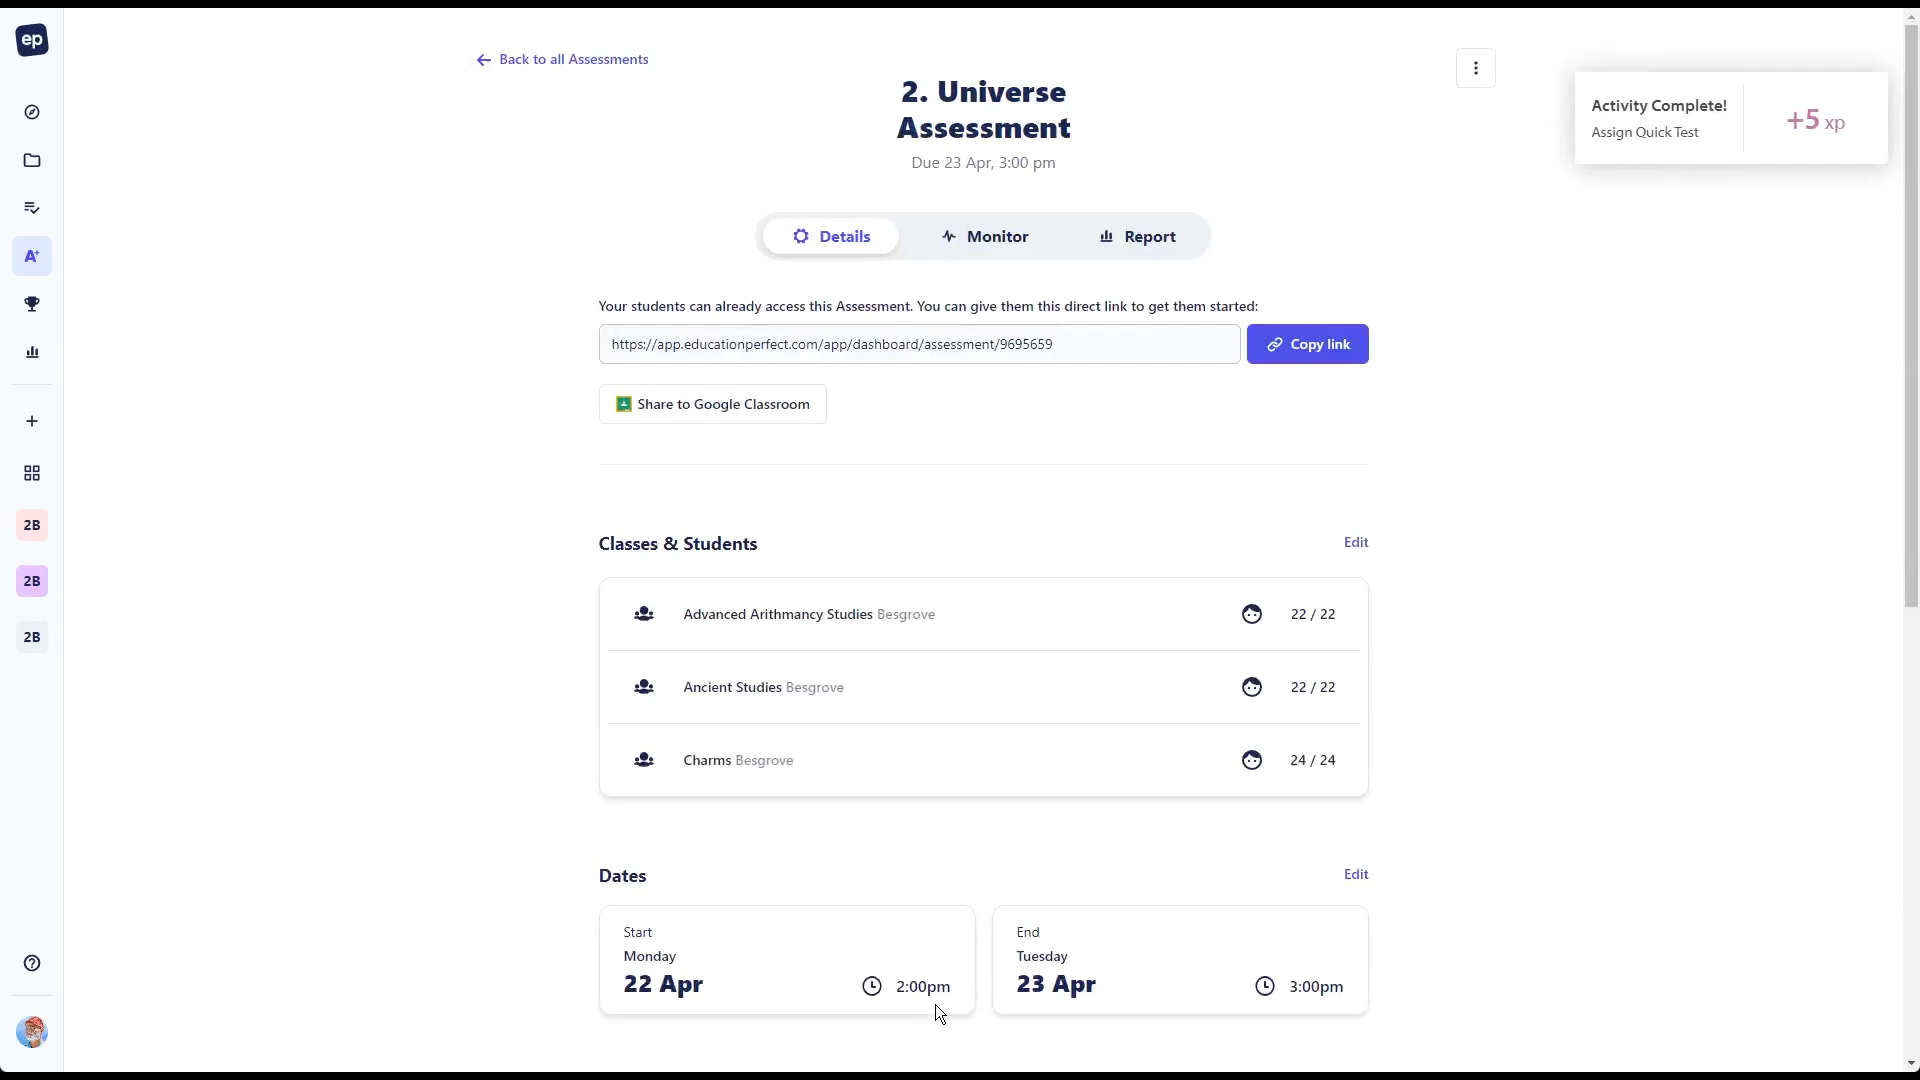 ep
Back to all Assessments
2. Universe
Assessment
Due 23 Apr, 3:00 pm
Activity Complete!
Assign Quick Test
+5 xp
A+
Details
Monitor
Report
Your students can already access this Assessment. You can give them this direct link to get them started:
https://app.educationperfect.com/app/dashboard/assessment/9695659
Copy link
Share to Google Classroom
2B
2B
2B
Classes & Students
Edit
Advanced Arithmancy Studies Besgrove
22 / 22
Ancient Studies Besgrove
22 / 22
Charms Besgrove
24 / 24
Dates
Edit
Start
Monday
22 Apr
2:00pm
End
Tuesday
23 Apr
3:00pm